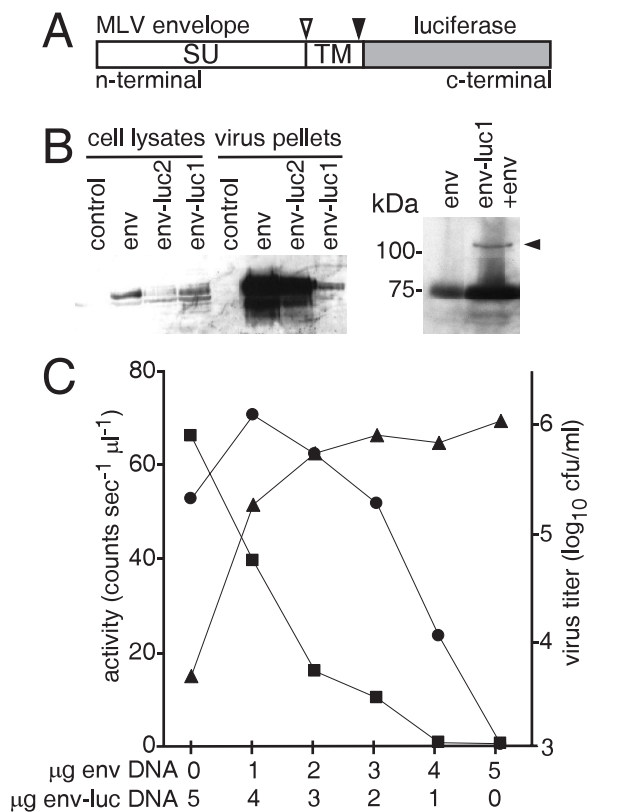 A
MLV envelope luciferase
SU TM
n-terminal c-terminal
B
cell lysates virus pellets
control env env-luc2 env-luc1 control env env-luc2 env-luc1
env env-luc1 +env
kDa
100-
75-
C
activity (counts sec-1 µl-1)
80
60
40
20
0
virus titer (log10 cfu/ml)
6
5
4
3
µg env DNA 0 1 2 3 4 5
µg env-luc DNA 5 4 3 2 1 0